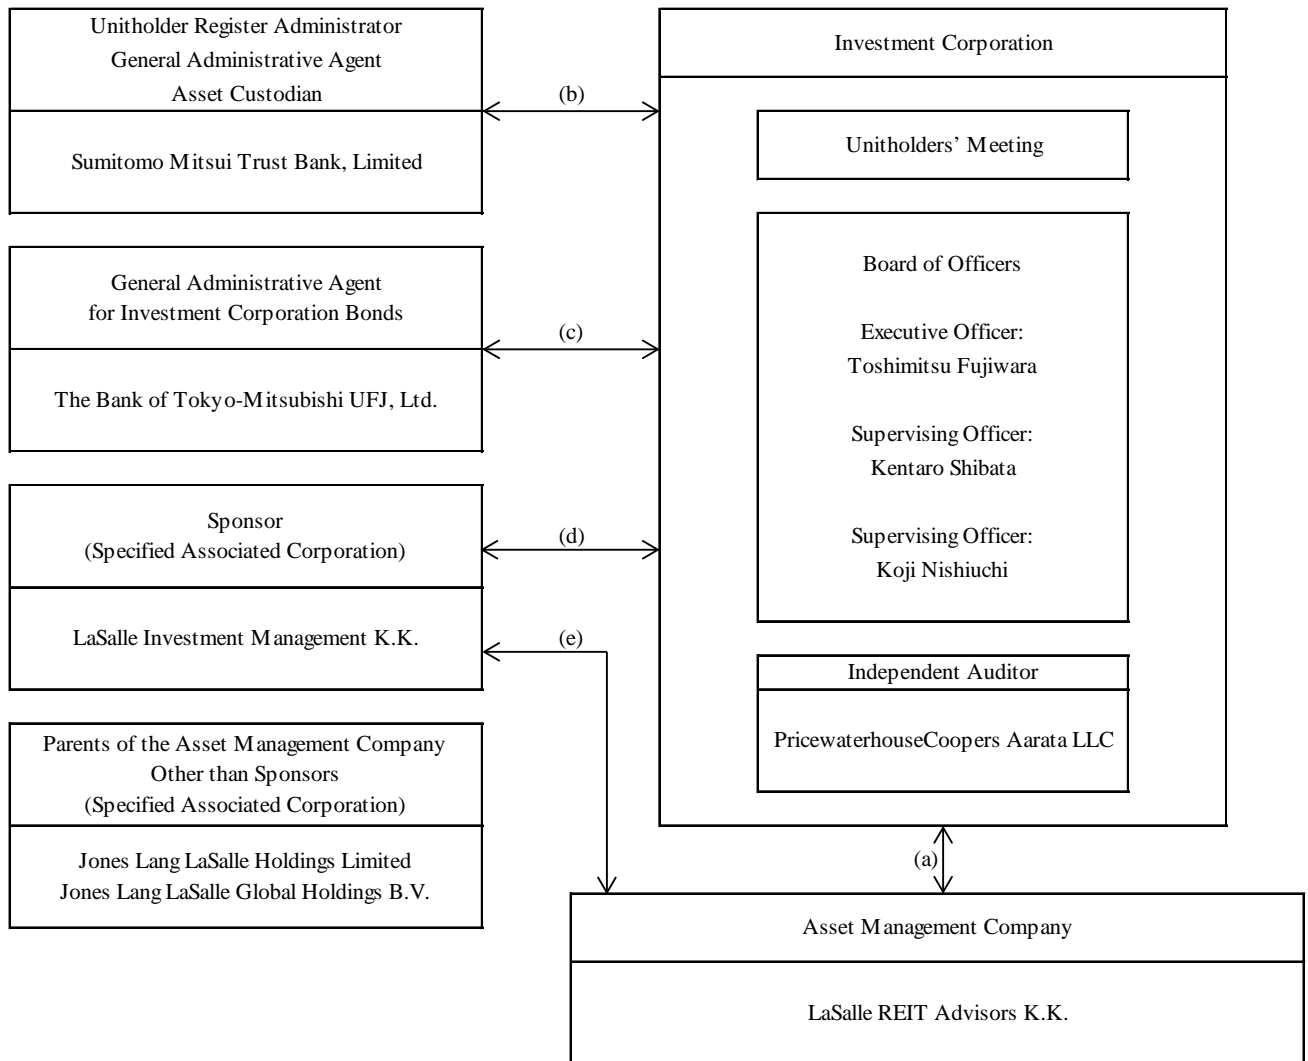 Unitholder Register Administrator
General Administrative Agent
Asset Custodian
Sumitomo Mitsui Trust Bank, Limited
(b)
General Administrative Agent
for Investment Corporation Bonds
The Bank of Tokyo-Mitsubishi UFJ, Ltd.
(c)
Sponsor
(Specified Associated Corporation)
LaSalle Investment Management K.K.
(d)
(e)
Parents of the Asset Management Company
Other than Sponsors
(Specified Associated Corporation)
Jones Lang LaSalle Holdings Limited
Jones Lang LaSalle Global Holdings B.V.
Investment Corporation
Unitholders’ Meeting
Board of Officers
Executive Officer:
Toshimitsu Fujiwara
Supervising Officer:
Kentaro Shibata
Supervising Officer:
Koji Nishiuchi
Independent Auditor
PricewaterhouseCoopers Aarata LLC
(a)
Asset Management Company
LaSalle REIT Advisors K.K.